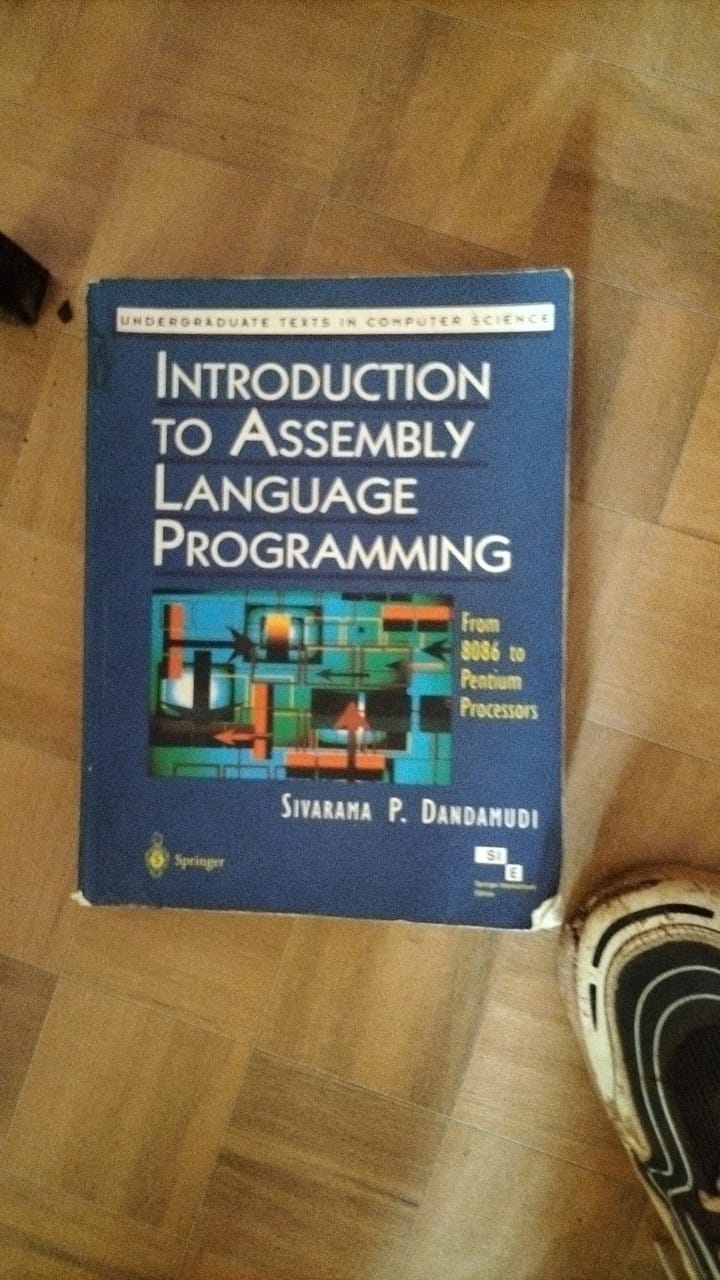 UNDERGRADUATE TEXTS IN COMPUTER SCIENCE
INTRODUCTION
TO ASSEMBLY
LANGUAGE
PROGRAMMING
From
8086 to
Pentium
Processors
SIVARAMA P. DANDAMUDI
Springer
SI
E